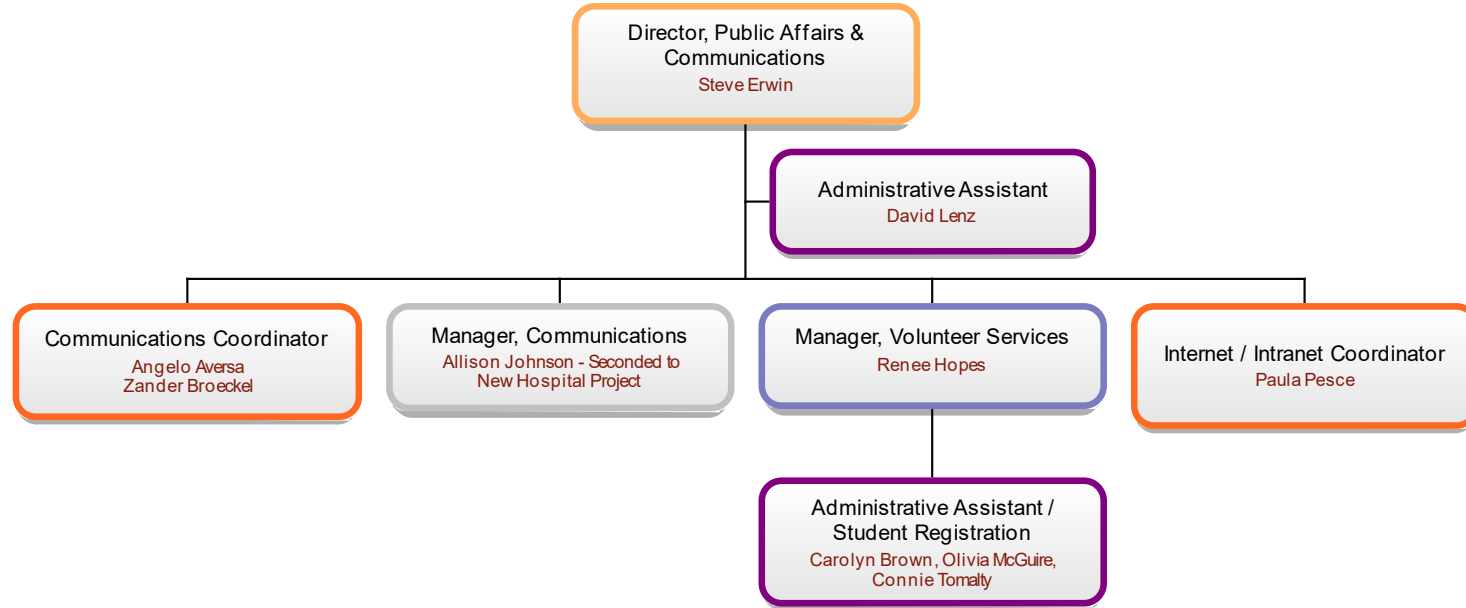 Director, Public Affairs &
Communications
Steve Erwin
Administrative Assistant
David Lenz
Communications Coordinator
Angelo Aversa
Zander Broeckel
Manager, Communications
Allison Johnson - Seconded to
New Hospital Project
Manager, Volunteer Services
Renee Hopes
Internet / Intranet Coordinator
Paula Pesce
Administrative Assistant /
Student Registration
Carolyn Brown, Olivia McGuire,
Connie Tomalty